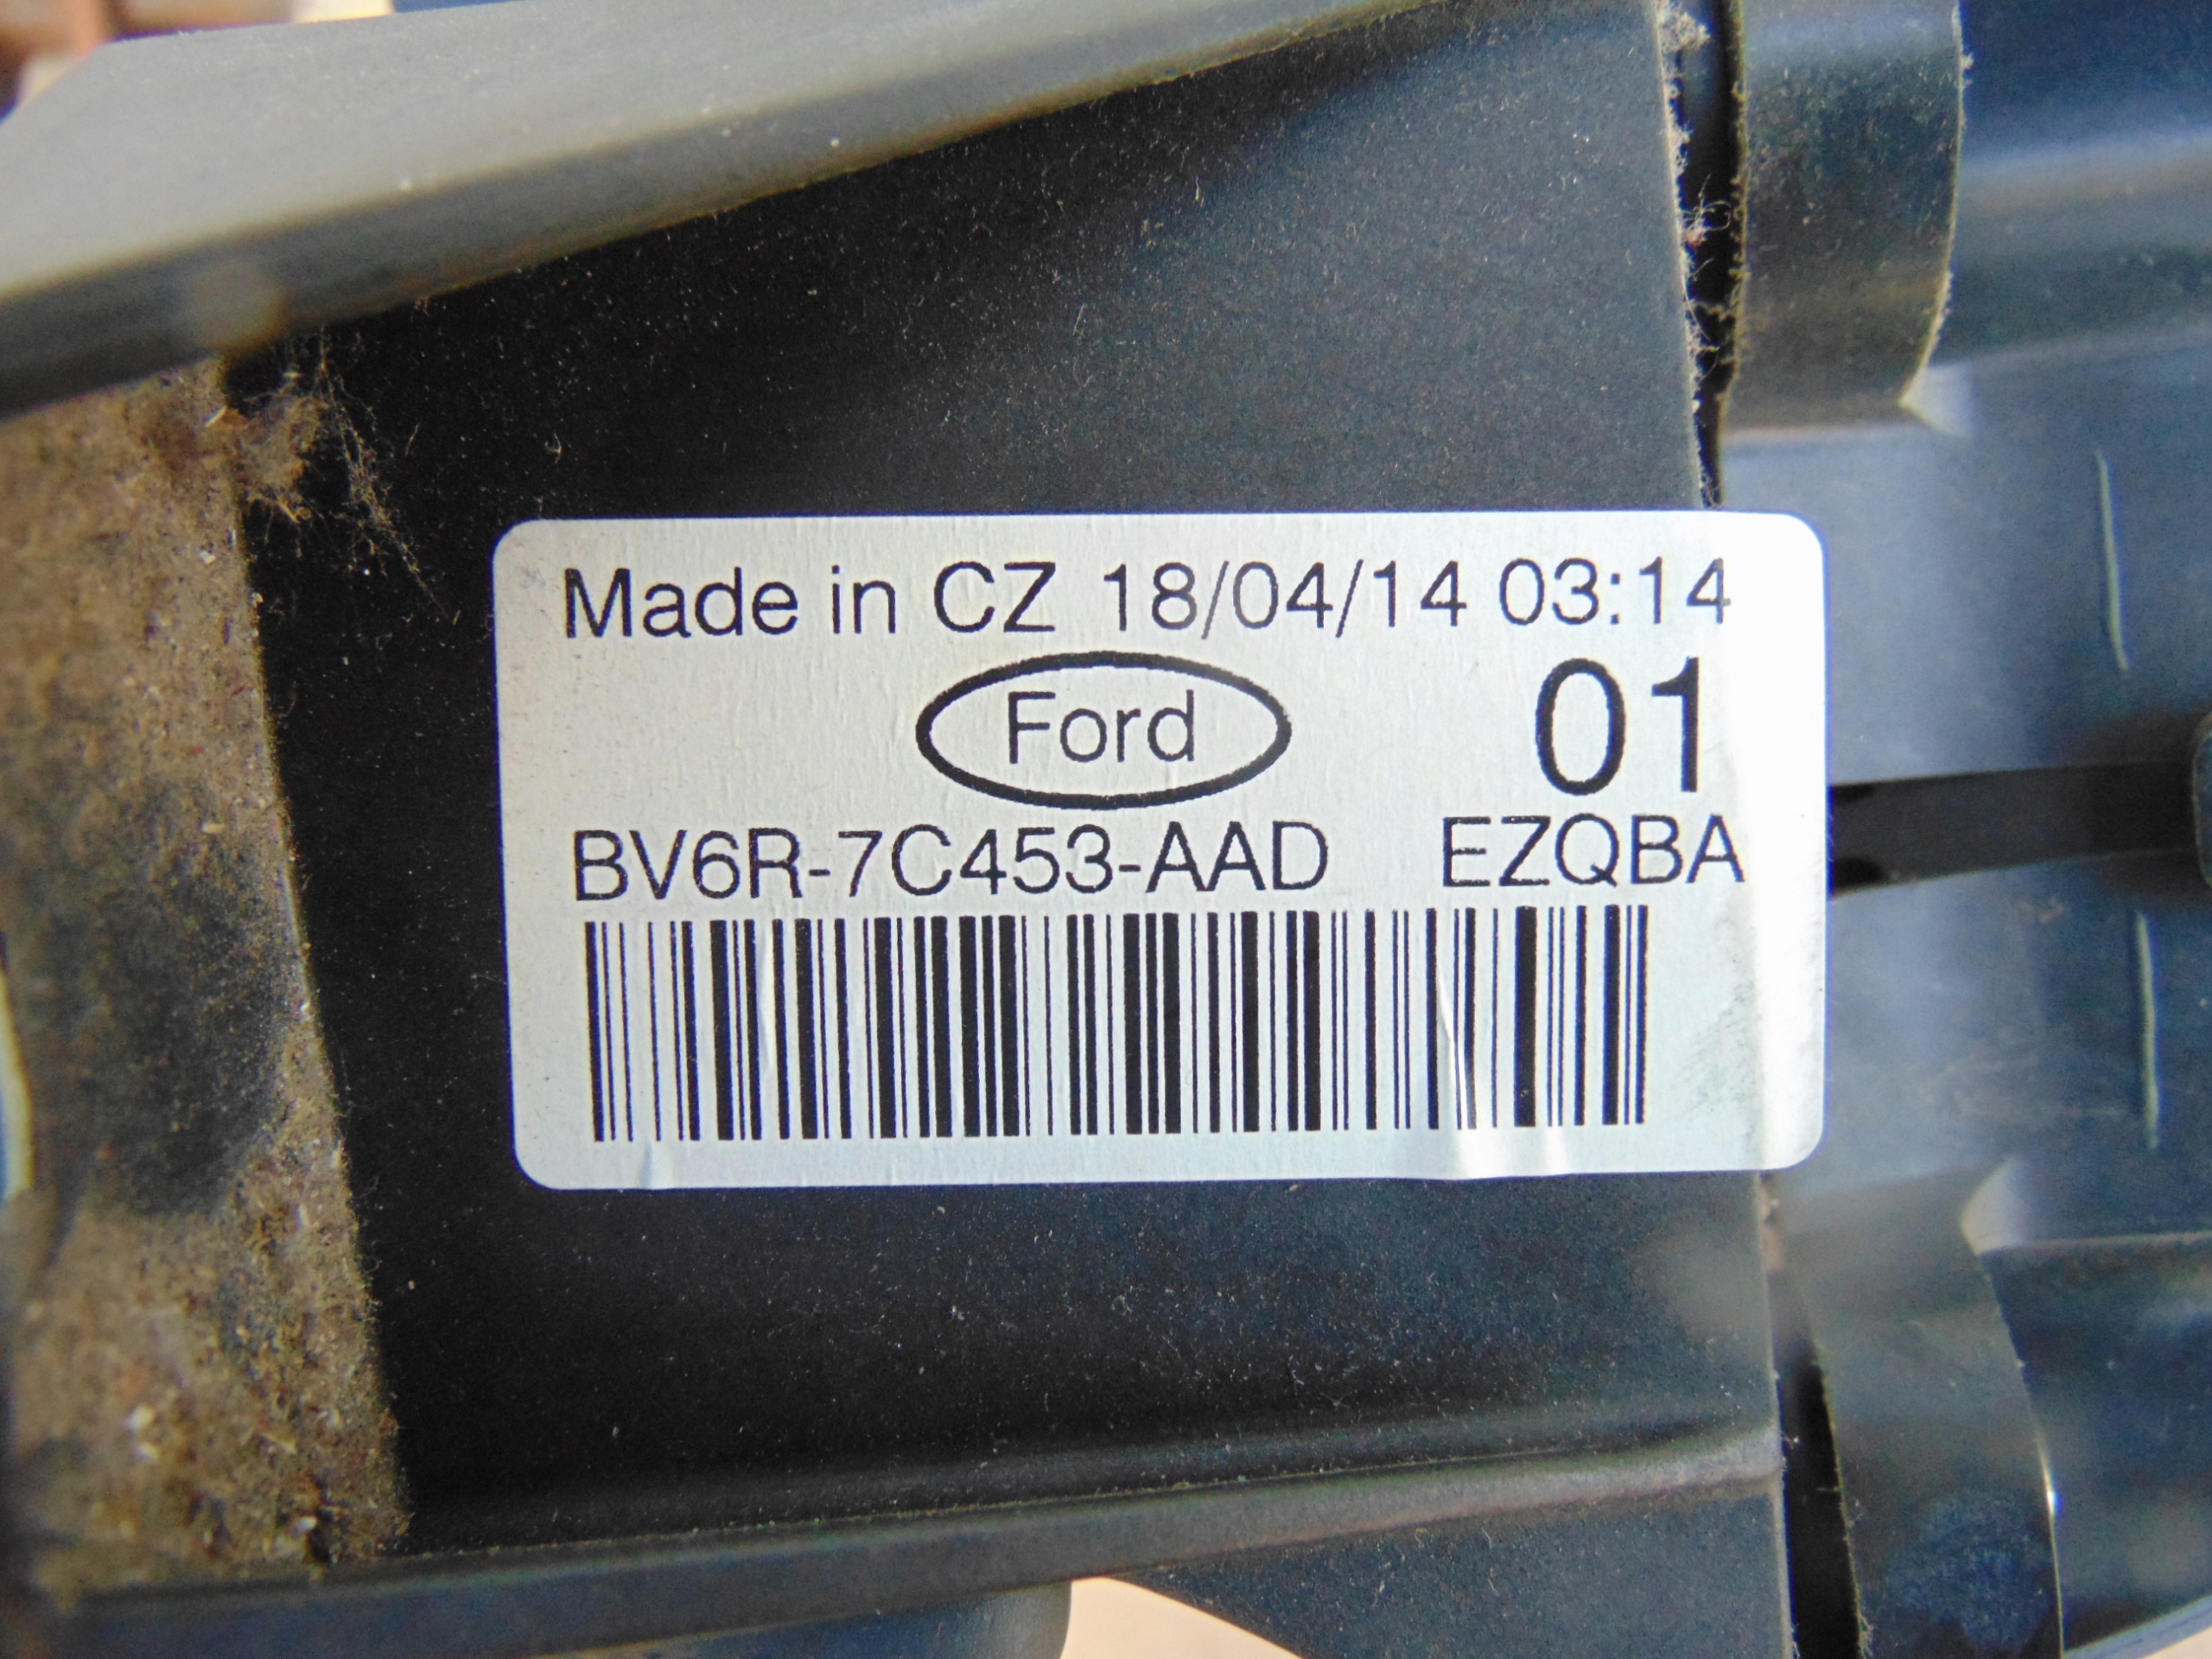 Made in CZ 18/04/14 03:14
Ford 01
BV6R-7C453-AAD EZQBA